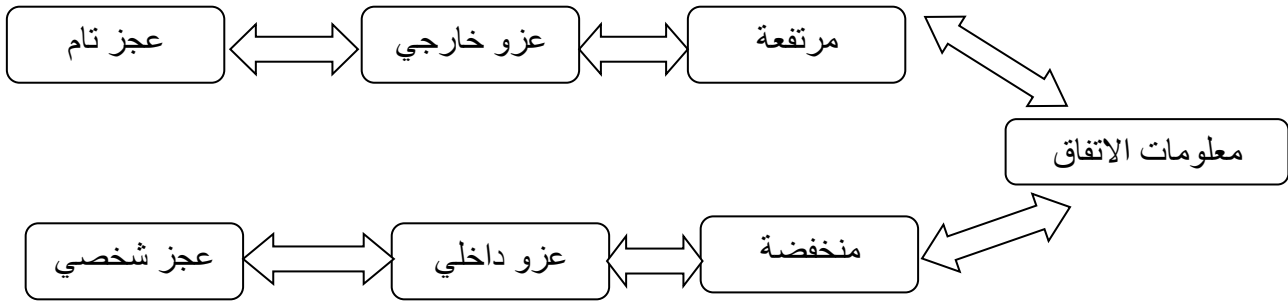 معلومات الاتفاق
مرتفعة
عزو خارجي
عجز تام
منخفضة
عزو داخلي
عجز شخصي